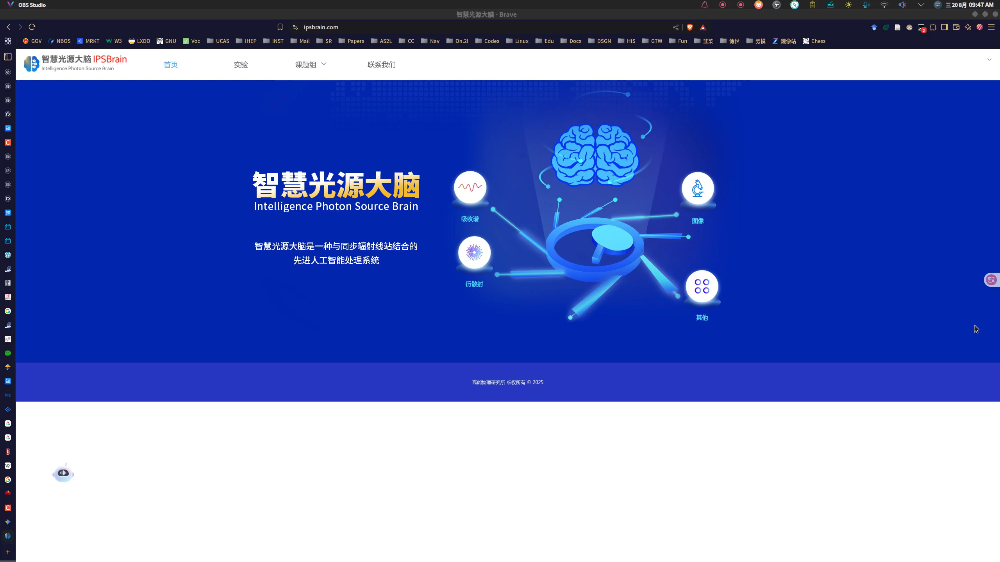 OBS Studio
三 20 8月 09:47 AM
智慧光源大脑 - Brave
ipsbrain.com
2
GOV NBOS MRKT W3 LXDO GNU Voc UCAS IHEP INST Mail SR Papers AS2L CC Nav On.2l Codes Linux Edu Docs DSGN HIS GTW Fun 韭菜 傳世 勞模 鏡像站 Chess
智慧光源大脑 IPSBrain
Intelligence Photon Source Brain
首页 实验 课题组 联系我们
智慧光源大脑
Intelligence Photon Source Brain
智慧光源大脑是一种与同步辐射线站结合的
先进人工智能处理系统
吸收谱
图像
衍散射
其他
高能物理研究所 版权所有 © 2025